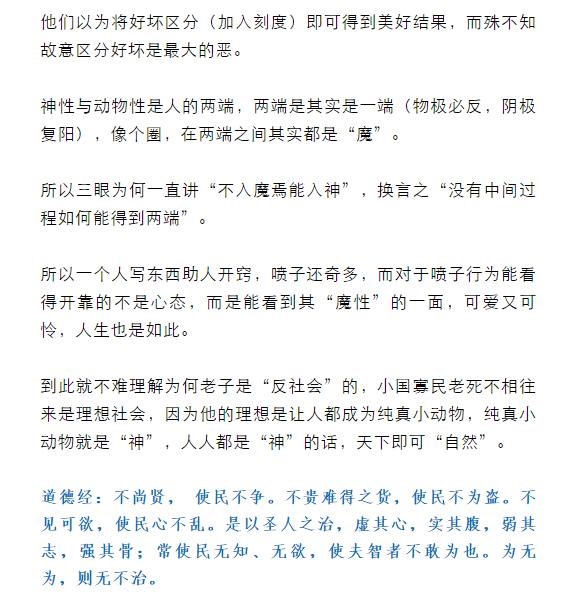 他们以为将好坏区分（加入刻度）即可得到美好结果，而殊不知
故意区分好坏是最大的恶。
神性与动物性是人的两端，两端是其实是一端（物极必反，阴极
复阳），像个圈，在两端之间其实都是“魔”。
所以三眼为何一直讲“不入魔焉能入神”，换言之“没有中间过
程如何能得到两端”。
所以一个人写东西助人开窍，喷子还奇多，而对于喷子行为能看
得开靠的不是心态，而是能看到其“魔性”的一面，可爱又可
怜，人生也是如此。
到此就不难理解为何老子是“反社会”的，小国寡民老死不相往
来是理想社会，因为他的理想是让人都成为纯真小动物，纯真小
动物就是“神”，人人都是“神”的话，天下即可“自然”。
道德经：不尚贤， 使民不争。不贵难得之货，使民不为盗。不
见可欲，使民心不乱。是以圣人之治，虚其心，实其腹，弱其
志，强其骨；常使民无知、无欲，使夫智者不敢为也。为无
为，则无不治。